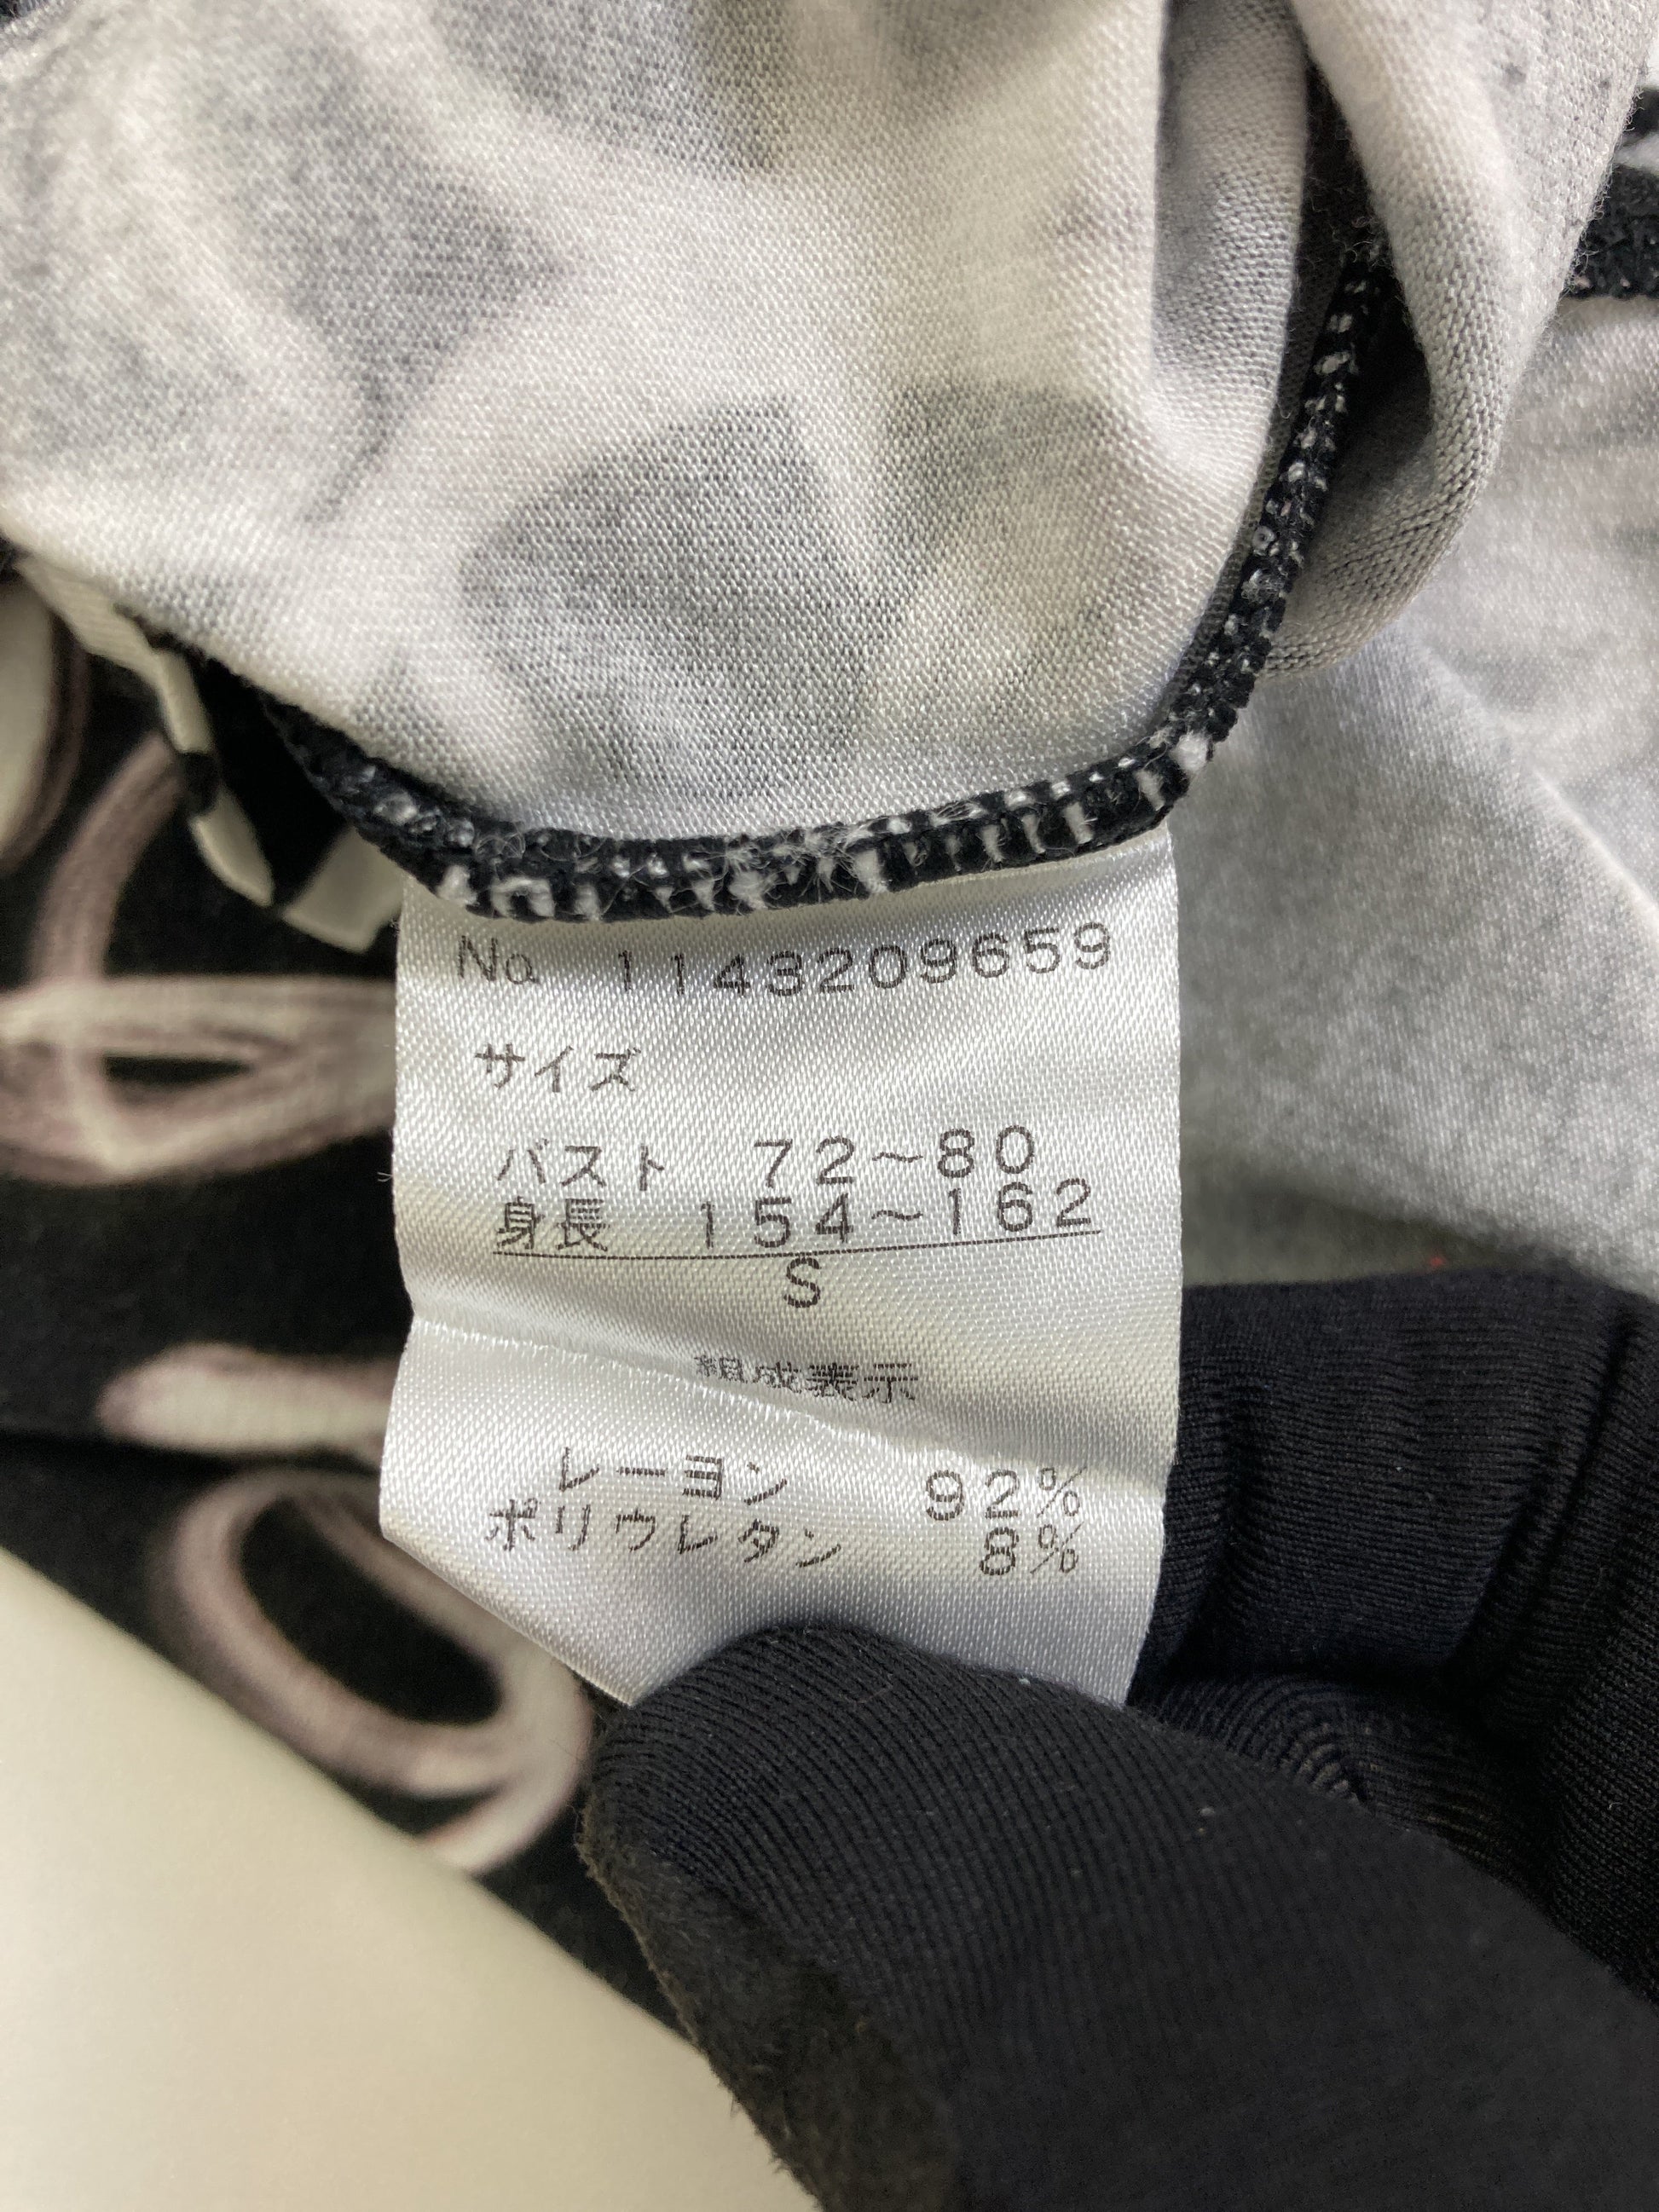 No 1143209659
サイズ
バスト 72~80
身長 154~162
S
組成表示
レーヨン 92%
ポリウレタン 8%